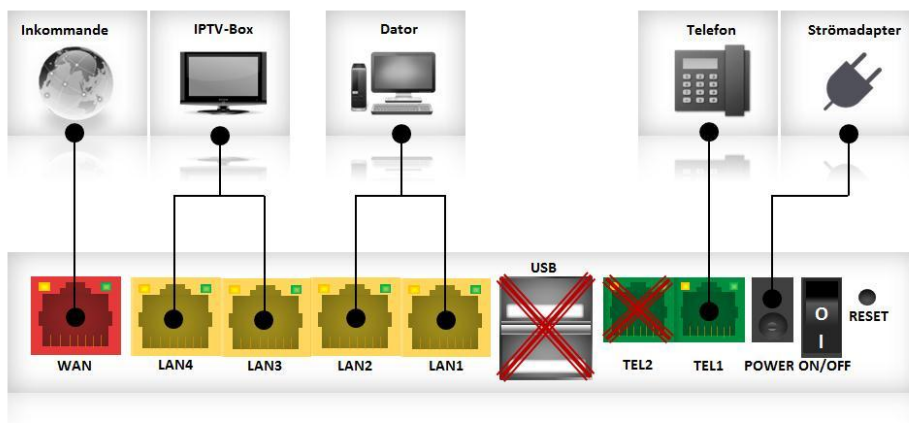 Inkommande
IPTV-Box
Dator
Telefon
Strömadapter
USB
WAN
LAN4
LAN3
LAN2
LAN1
TEL2
TEL1
POWER
ON/OFF
O
I
RESET